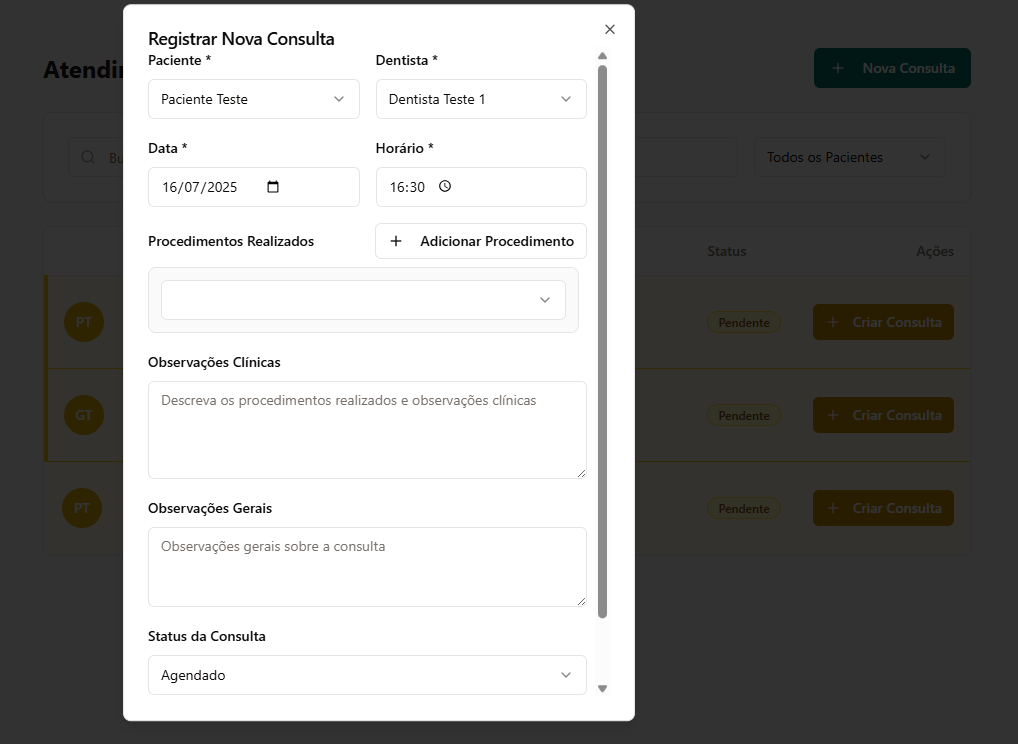 Registrar Nova Consulta
Paciente *
Dentista *
Paciente Teste
Dentista Teste 1
Data *
Horário *
16/07/2025
16:30
Procedimentos Realizados
Adicionar Procedimento
Observações Clínicas
Descreva os procedimentos realizados e observações clínicas
Observações Gerais
Observações gerais sobre a consulta
Status da Consulta
Agendado
Nova Consulta
Todos os Pacientes
Status
Ações
PT
Pendente
Criar Consulta
GT
Pendente
Criar Consulta
PT
Pendente
Criar Consulta